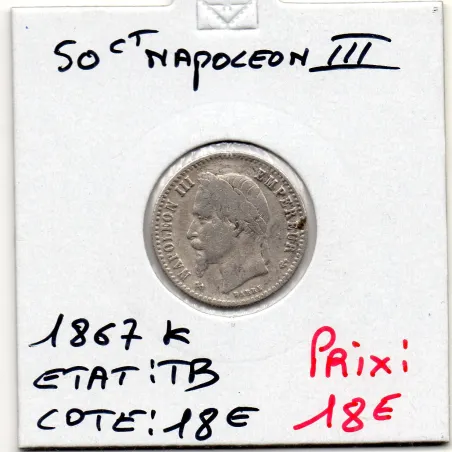 50 CT NAPOLEON III
NAPOLEON III EMPEREUR
BARRE
1867 K
ETAT: TB
COTE: 18E
PRix:
18E